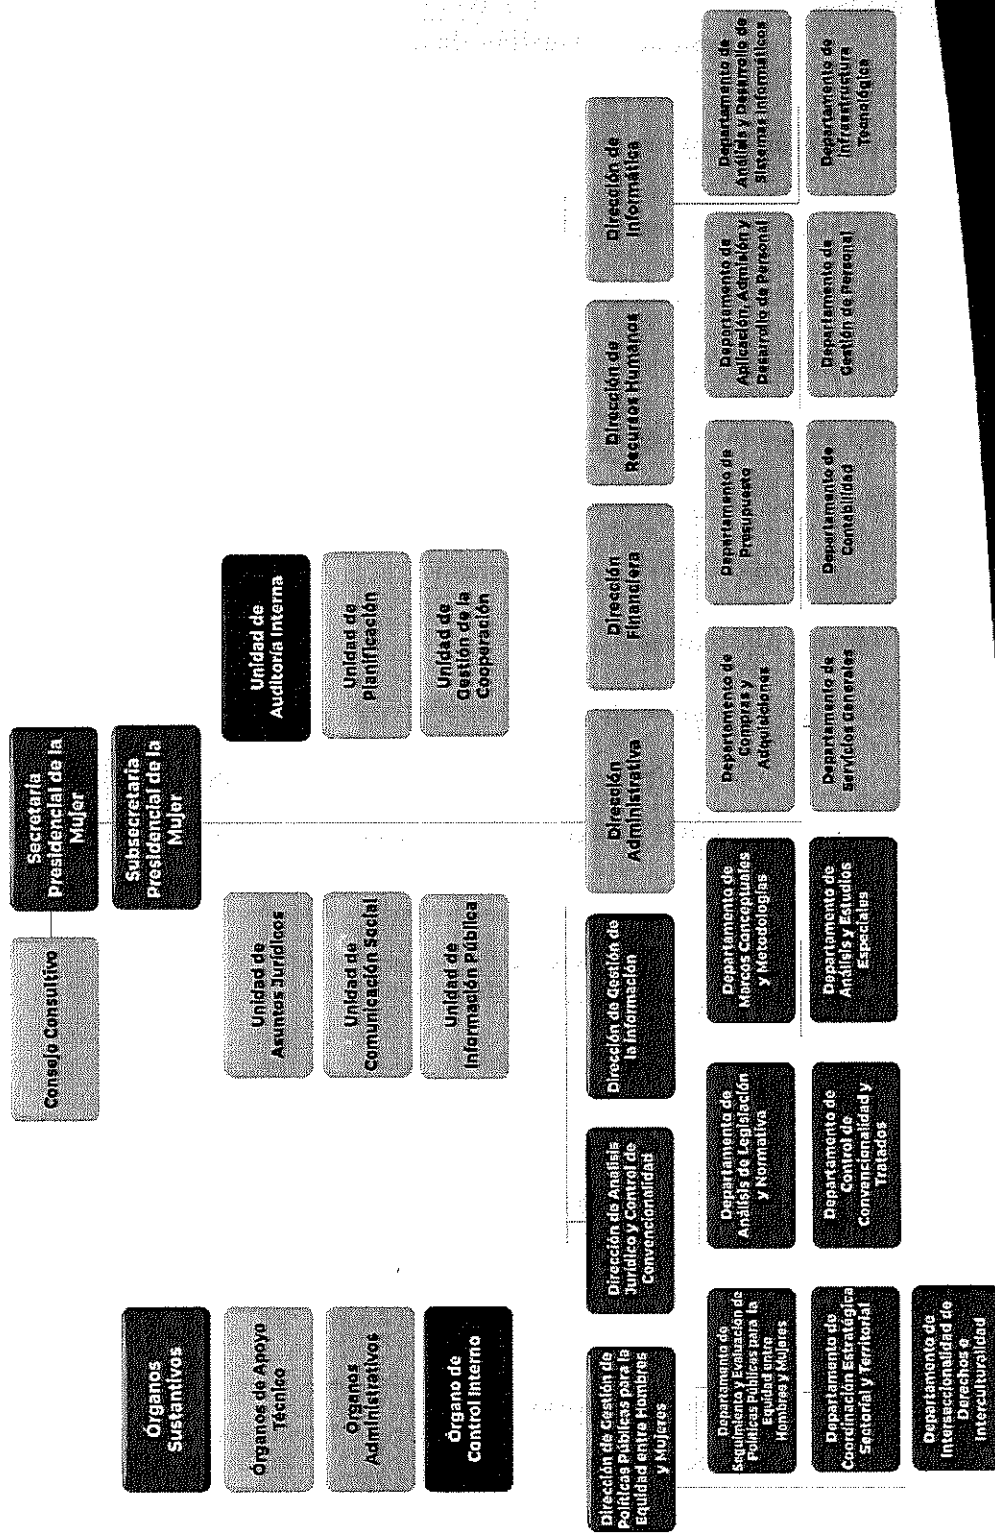 Consejo Consultivo
Secretaria
Presidencial de la
Mujer
Subsecretaria
Presidencial de la
Mujer
Órganos
Sustantivos
Órganos de Apoyo
Técnico
Órganos
Administrativos
Órgano de
Control Interno
Unidad de
Asuntos Jurídicos
Unidad de
Comunicación Social
Unidad de
Información Pública
Unidad de
Auditoría Interna
Unidad de
Planificación
Unidad de
Gestión de la
Cooperación
Dirección de Gestión de
Políticas Públicas para la
Equidad entre Hombres
y Mujeres
Dirección de Análisis
Jurídico y Control de
Convencionalidad
Dirección de Gestión de
la Información
Dirección
Administrativa
Dirección
Financiera
Dirección de
Recursos Humanos
Dirección de
Informática
Departamento de
Seguimiento y Evaluación de
Políticas Públicas para la
Equidad entre
Hombres y Mujeres
Departamento de
Análisis de Legislación
y Normativa
Departamento de
Marcos Conceptuales
y Metodologías
Departamento de
Compras y
Adquisiciones
Departamento de
Presupuesto
Departamento de
Aplicación, Admisión y
Desarrollo de Personal
Departamento de
Análisis y Desarrollo de
Sistemas Informáticos
Departamento de
Coordinación Estratégica
Sectorial y Territorial
Departamento de
Control de
Convencionalidad y
Tratados
Departamento de
Análisis y Estudios
Especiales
Departamento de
Servicios Generales
Departamento de
Contabilidad
Departamento de
Gestión de Personal
Departamento de
Infraestructura
Tecnológica
Departamento de
Intersecionalidad de
Derechos e
Interculturalidad